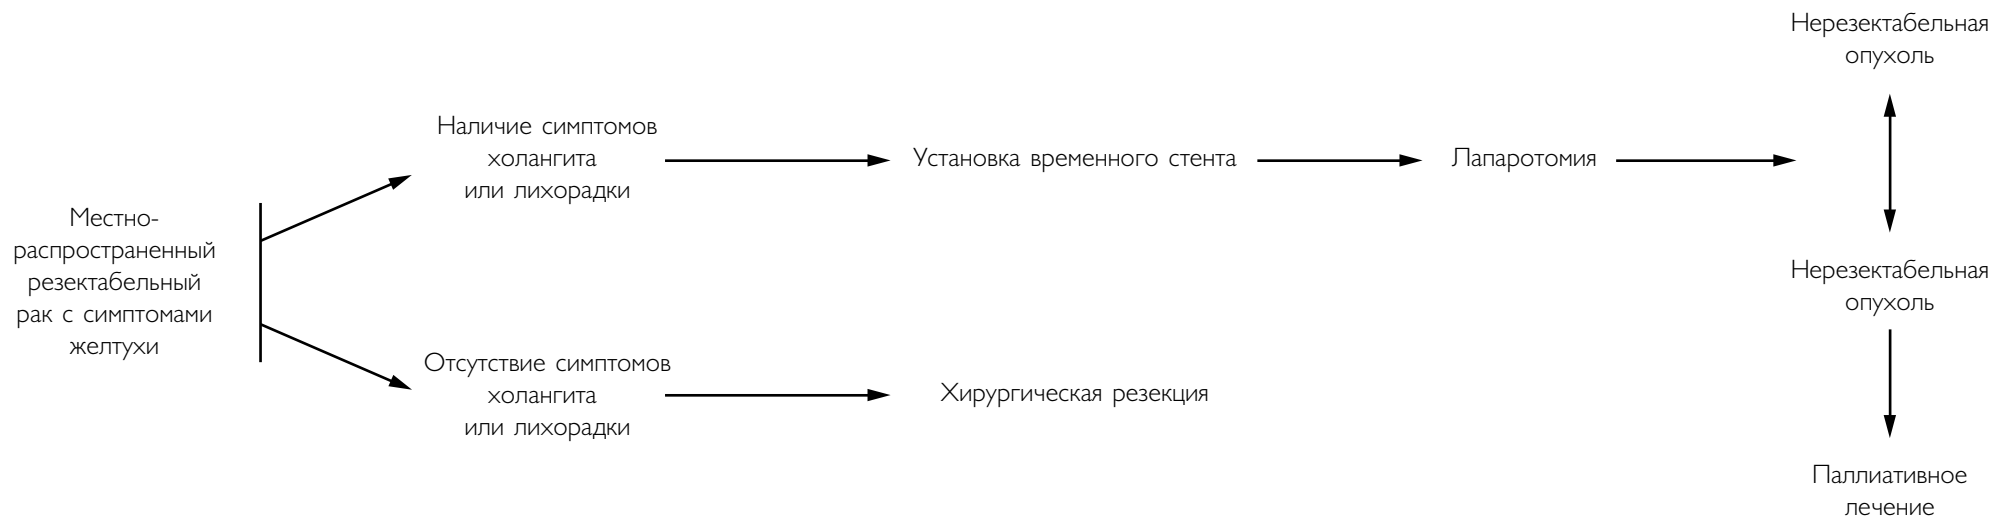 Местно-
распространенный
резектабельный
рак с симптомами
желтухи
Наличие симптомов
холангита
или лихорадки
Установка временного стента
Лапаротомия
Нерезектабельная
опухоль
Нерезектабельная
опухоль
Паллиативное
лечение
Отсутствие симптомов
холангита
или лихорадки
Хирургическая резекция